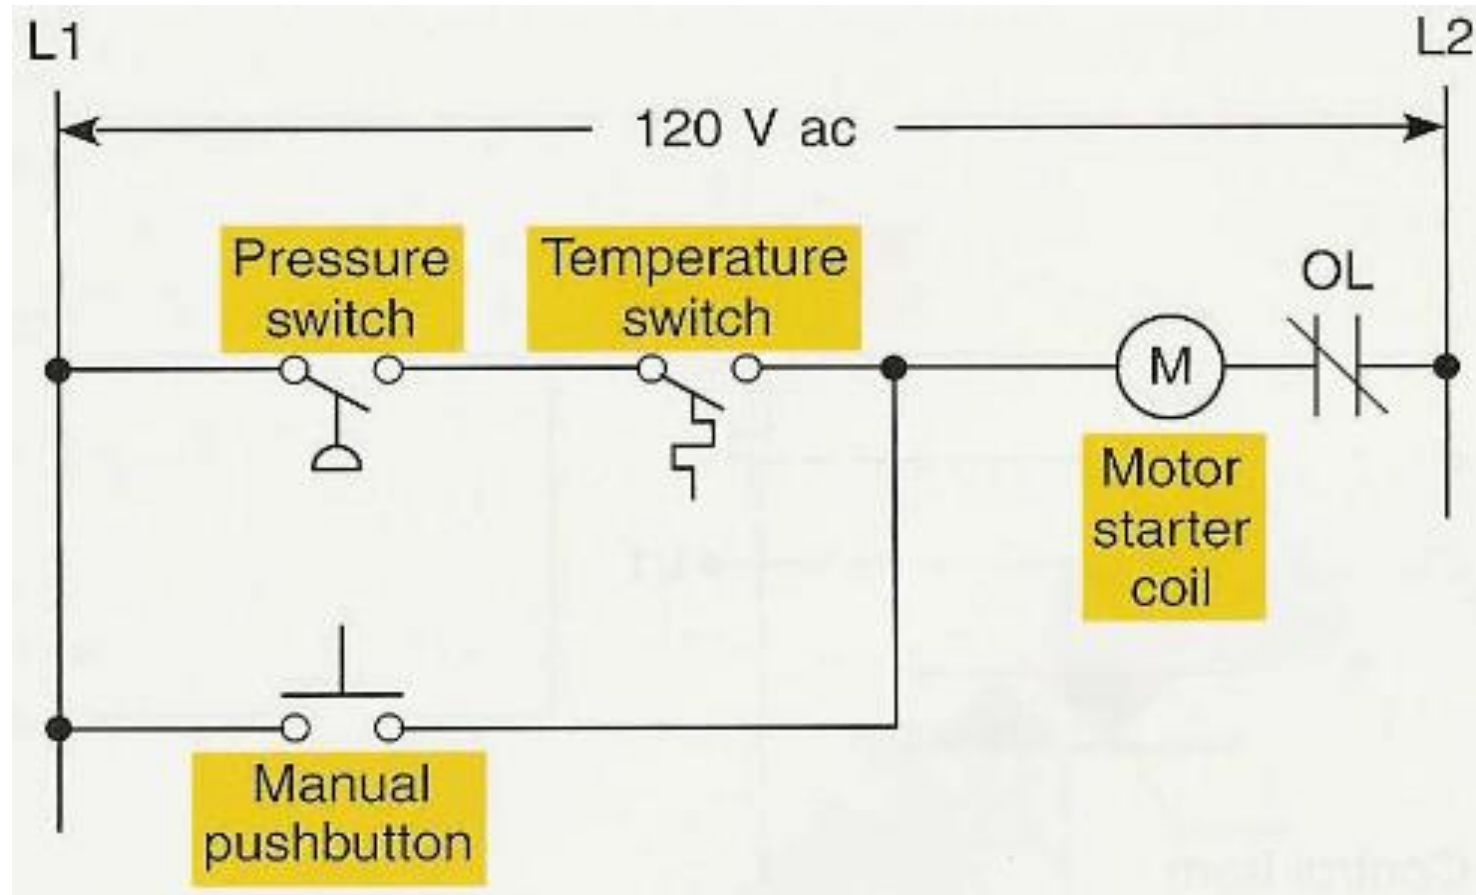 L1
L2
120 V ac
Pressure
switch
Temperature
switch
OL
M
Motor
starter
coil
Manual
pushbutton